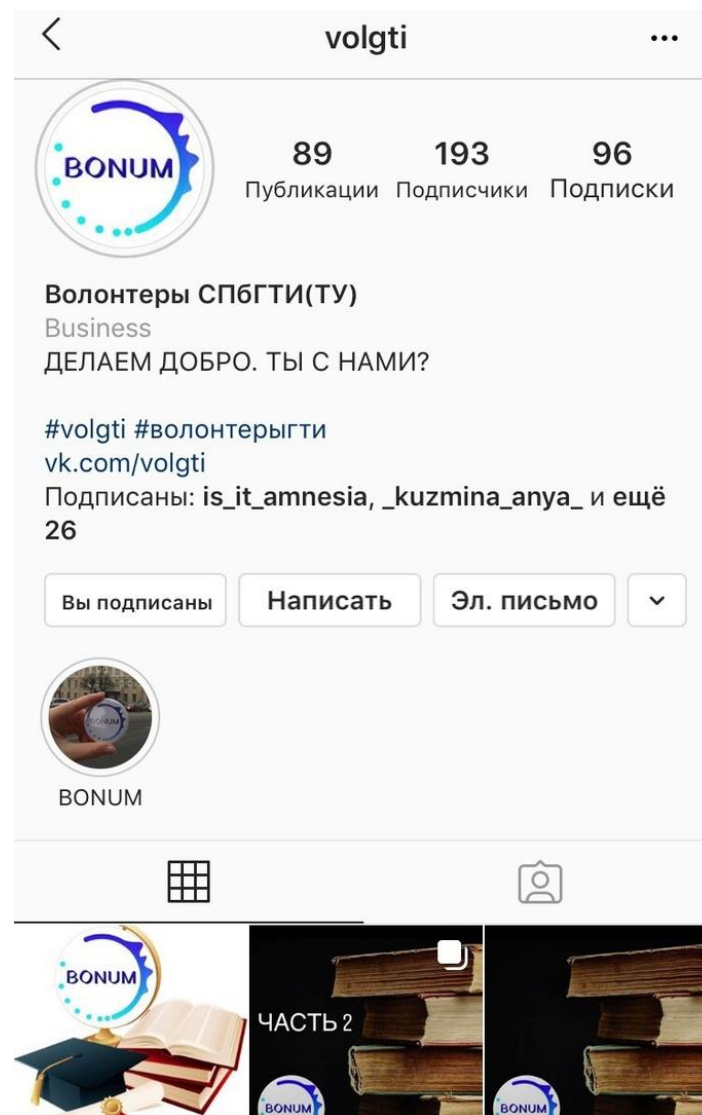 volgti
BONUM
89 193 96
Публикации Подписчики Подписки
Волонтеры СПбГТИ(ТУ)
Business
ДЕЛАЕМ ДОБРО. ТЫ С НАМИ?
#volgti #волонтерыгти
vk.com/volgti
Подписаны: is_it_amnesia, _kuzmina_anya_ и ещё
26
Вы подписаны Написать Эл. письмо
BONUM
BONUM
BONUM
ЧАСТЬ 2
BONUM BONUM